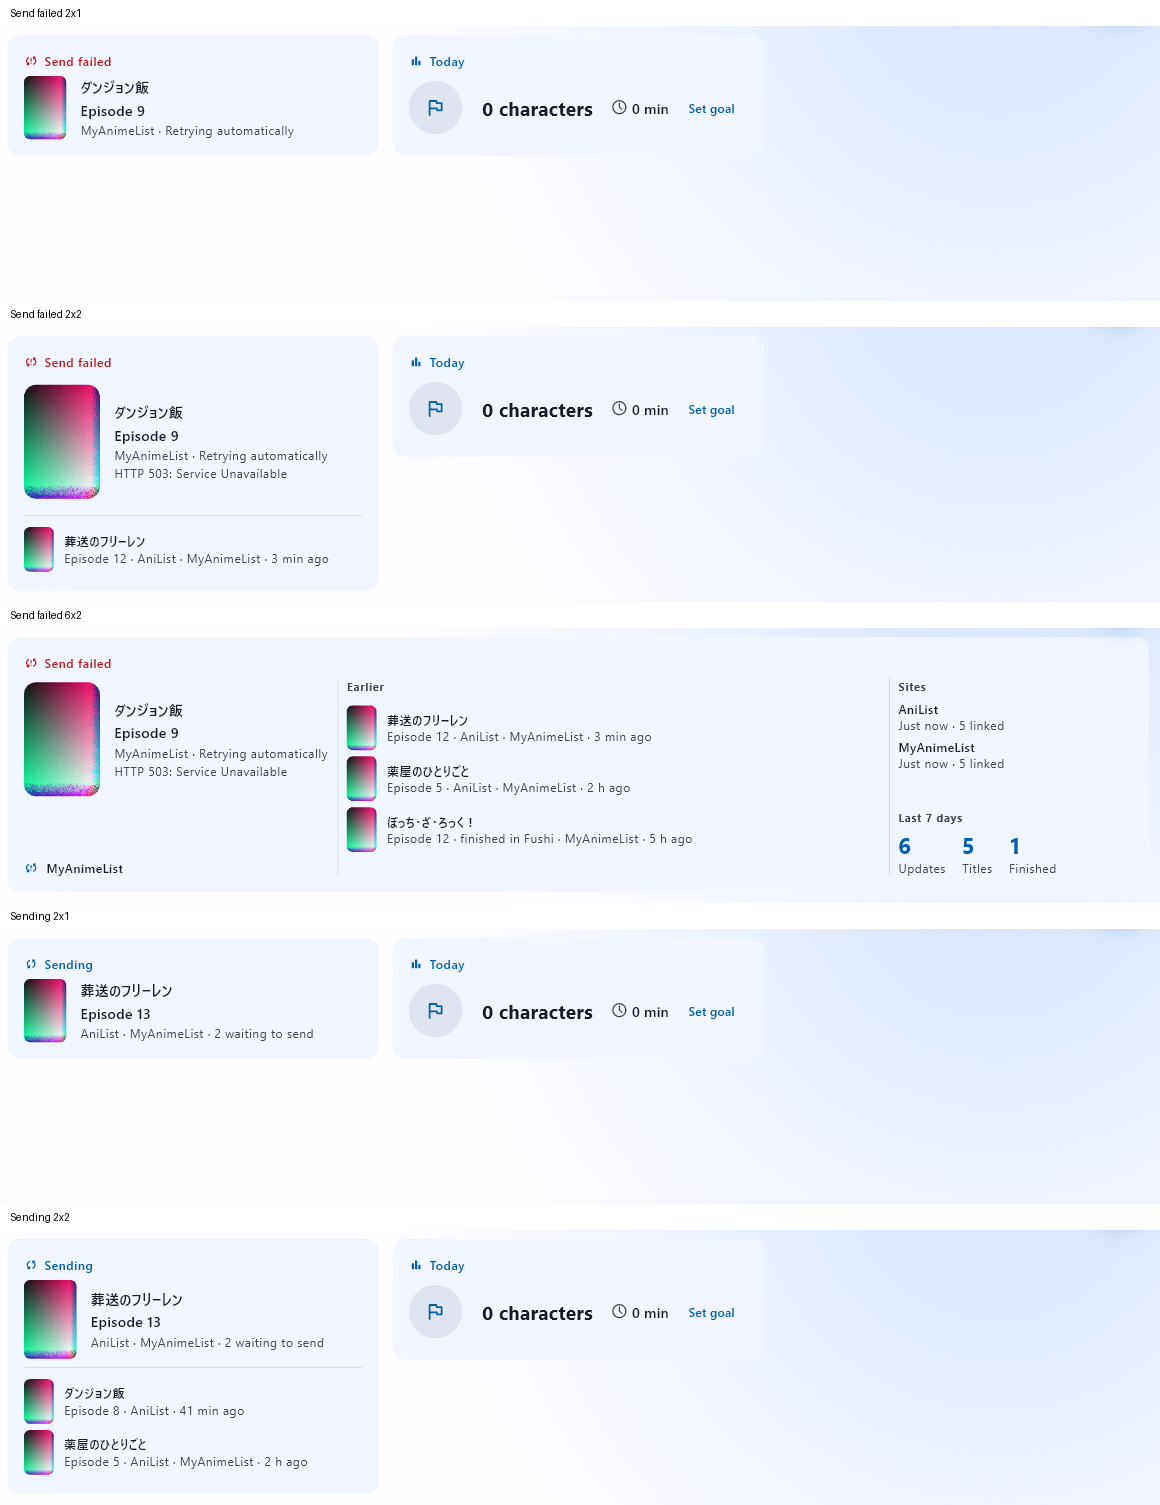 Send failed 2x1
Send failed
ダンジョン飯
Episode 9
MyAnimeList · Retrying automatically
Today
0 characters
0 min
Set goal
Send failed 2x2
Send failed
ダンジョン飯
Episode 9
MyAnimeList · Retrying automatically
HTTP 503: Service Unavailable
葬送のフリーレン
Episode 12 · AniList · MyAnimeList · 3 min ago
Today
0 characters
0 min
Set goal
Send failed 6x2
Send failed
ダンジョン飯
Episode 9
MyAnimeList · Retrying automatically
HTTP 503: Service Unavailable
MyAnimeList
Earlier
葬送のフリーレン
Episode 12 · AniList · MyAnimeList · 3 min ago
薬屋のひとりごと
Episode 5 · AniList · MyAnimeList · 2 h ago
ぼっち・ざ・ろっく！
Episode 12 · finished in Fushi · MyAnimeList · 5 h ago
Sites
AniList
Just now · 5 linked
MyAnimeList
Just now · 5 linked
Last 7 days
6 5 1
Updates Titles Finished
Sending 2x1
Sending
葬送のフリーレン
Episode 13
AniList · MyAnimeList · 2 waiting to send
Today
0 characters
0 min
Set goal
Sending 2x2
Sending
葬送のフリーレン
Episode 13
AniList · MyAnimeList · 2 waiting to send
ダンジョン飯
Episode 8 · AniList · 41 min ago
薬屋のひとりごと
Episode 5 · AniList · MyAnimeList · 2 h ago
Today
0 characters
0 min
Set goal